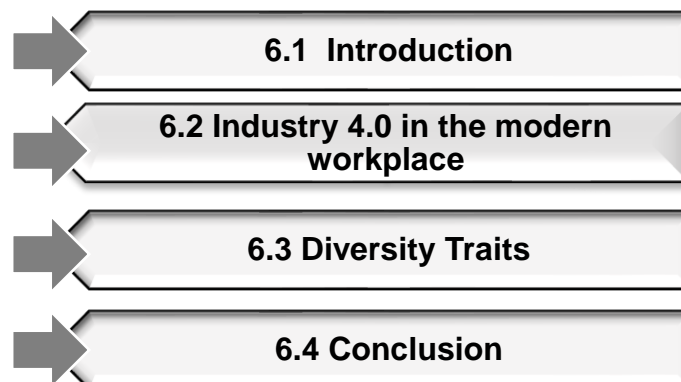 6.1  Introduction
6.2 Industry 4.0 in the modern
workplace
6.3 Diversity Traits
6.4 Conclusion